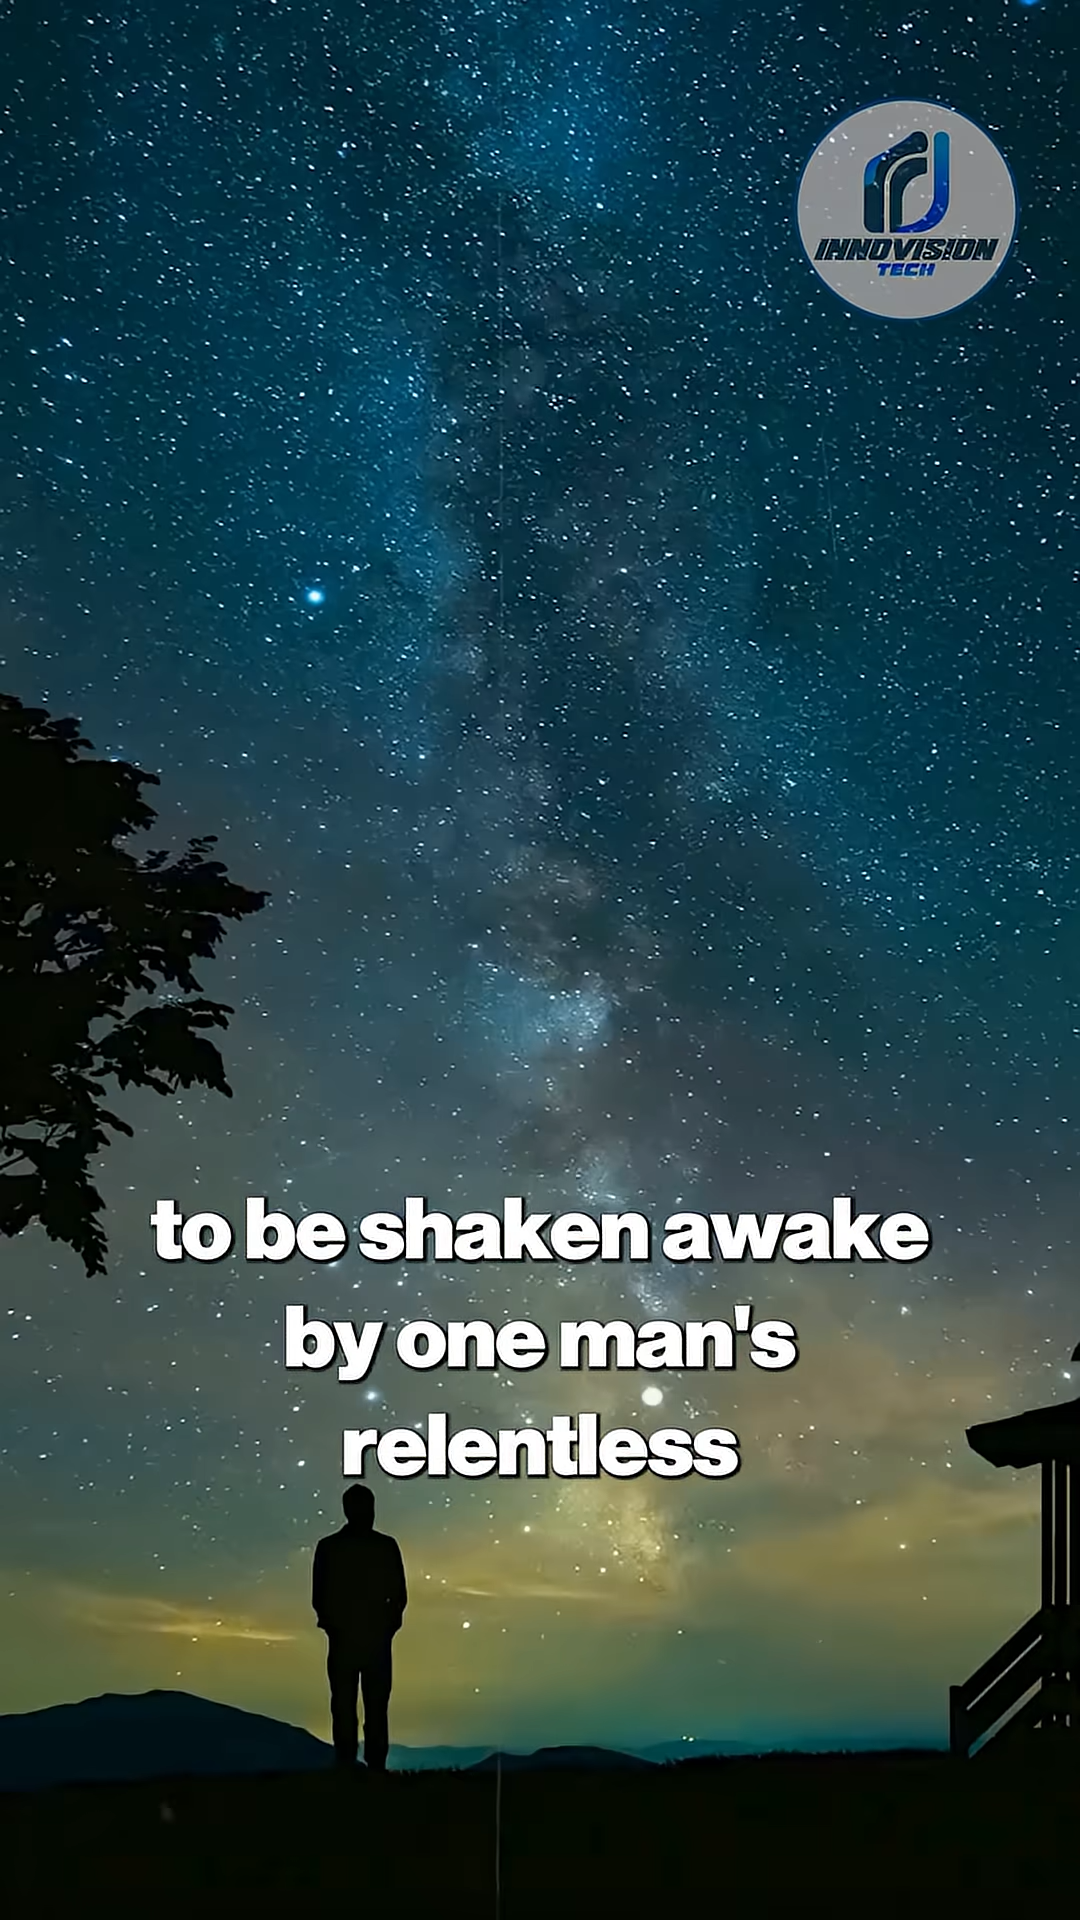 INNOVISION
TECH
to be shaken awake
by one man's
relentless